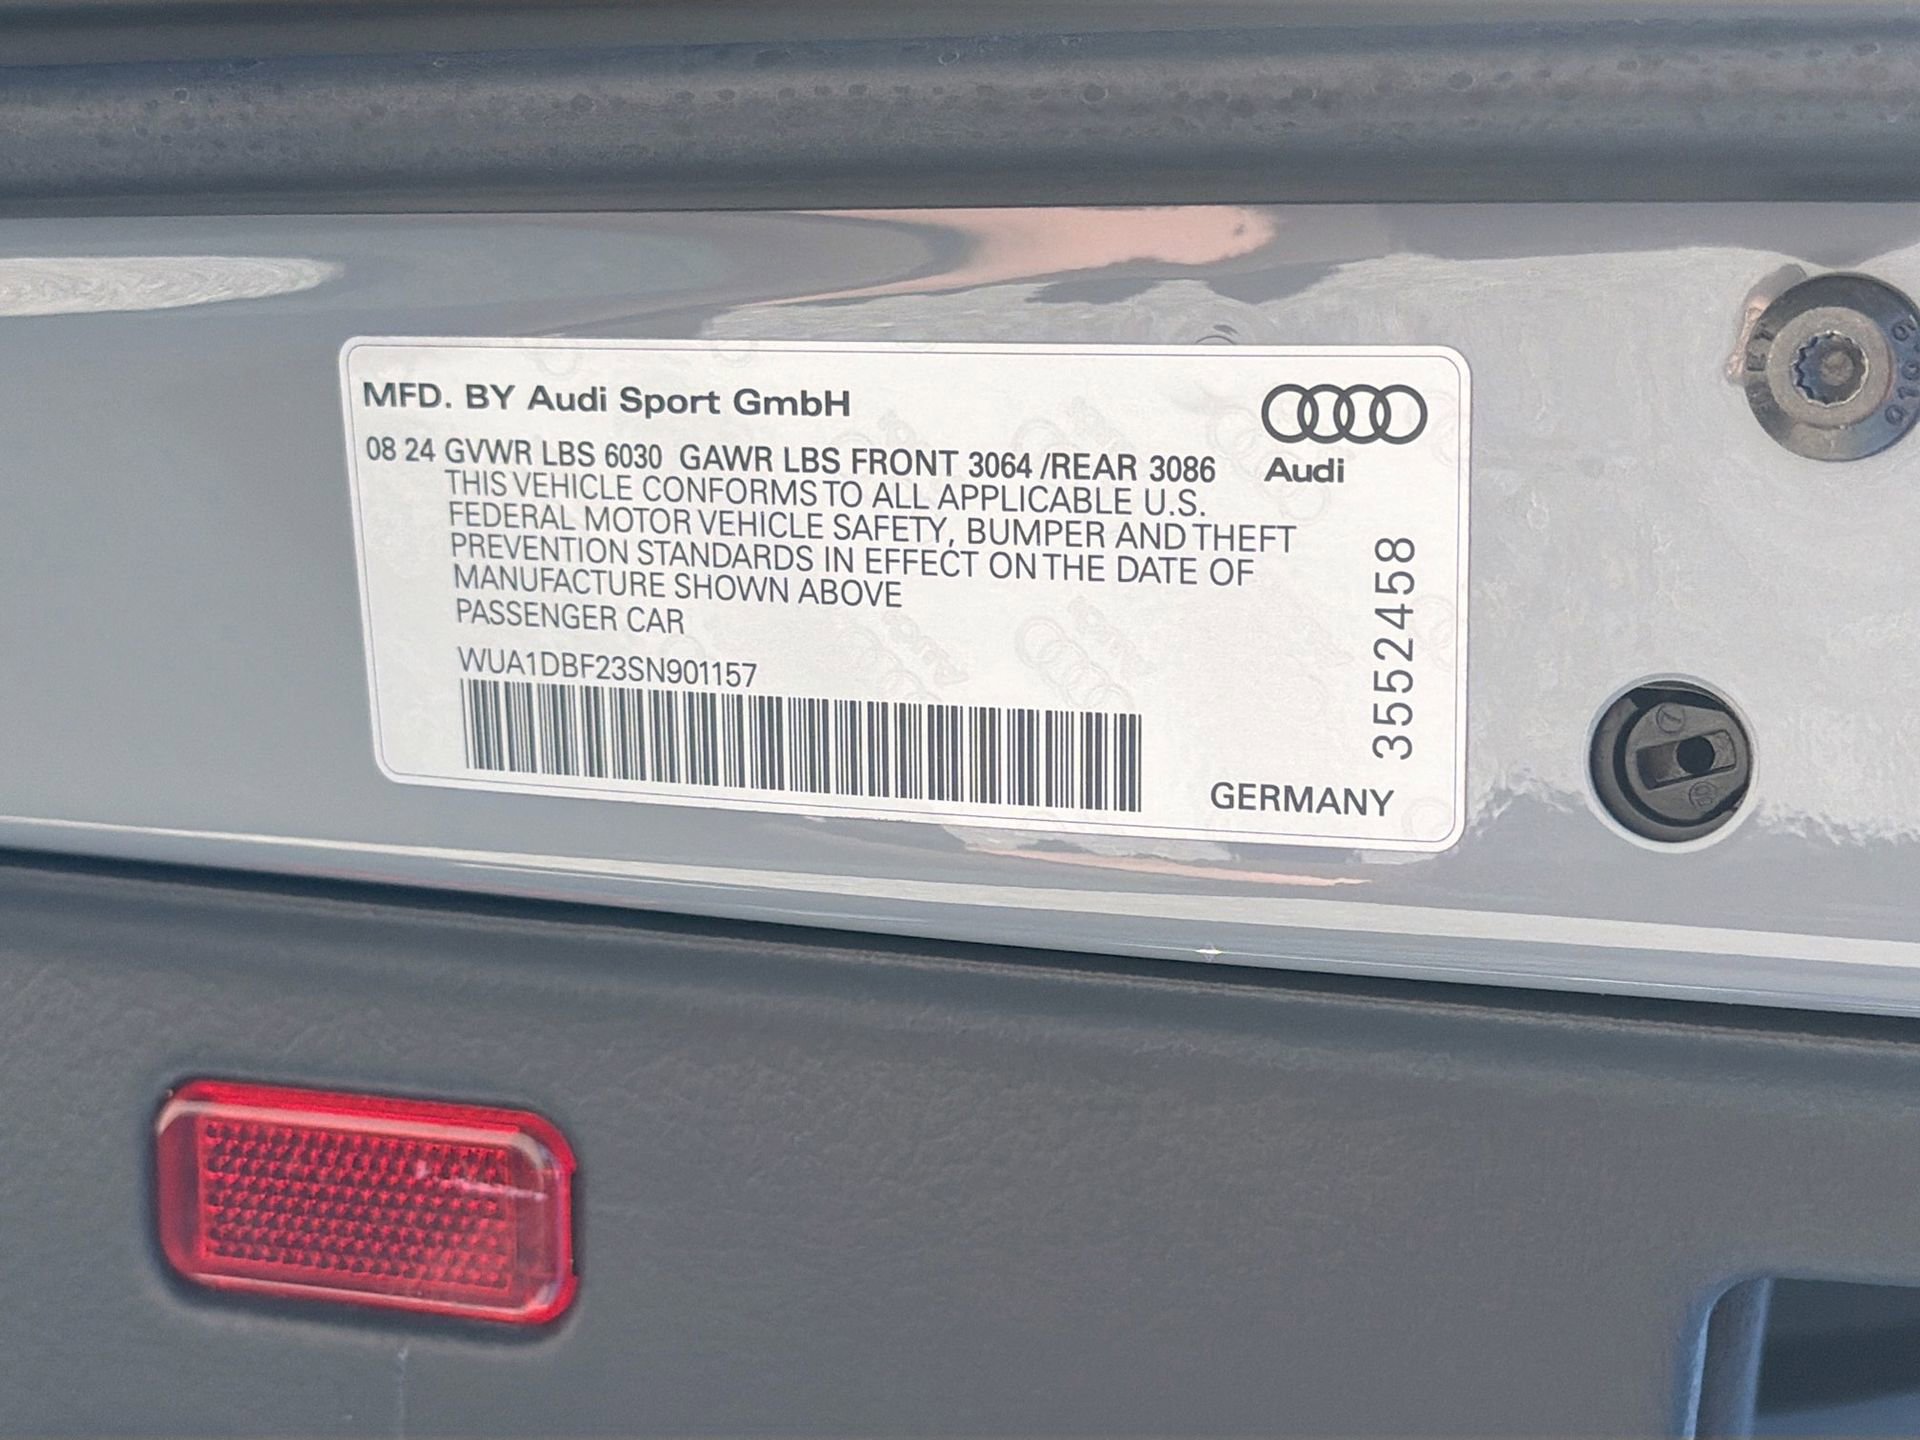 MFD. BY Audi Sport GmbH
08 24 GVWR LBS 6030 GAWR LBS FRONT 3064 /REAR 3086
THIS VEHICLE CONFORMS TO ALL APPLICABLE U.S.
FEDERAL MOTOR VEHICLE SAFETY, BUMPER AND THEFT
PREVENTION STANDARDS IN EFFECT ON THE DATE OF
MANUFACTURE SHOWN ABOVE
PASSENGER CAR
WUA1DBF23SN901157
Audi
3552458
GERMANY